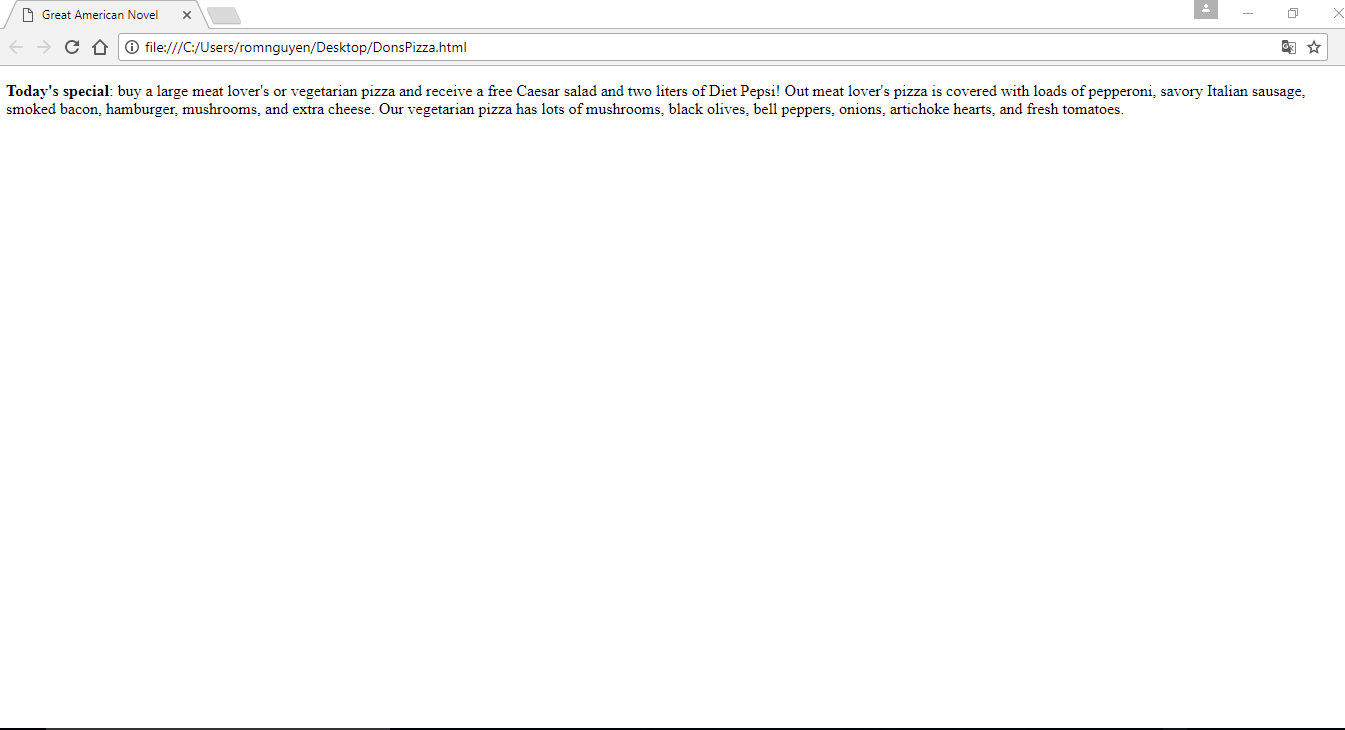 Great American Novel
file:///C:/Users/romnguyen/Desktop/DonsPizza.html
Today's special: buy a large meat lover's or vegetarian pizza and receive a free Caesar salad and two liters of Diet Pepsi! Out meat lover's pizza is covered with loads of pepperoni, savory Italian sausage,
smoked bacon, hamburger, mushrooms, and extra cheese. Our vegetarian pizza has lots of mushrooms, black olives, bell peppers, onions, artichoke hearts, and fresh tomatoes.